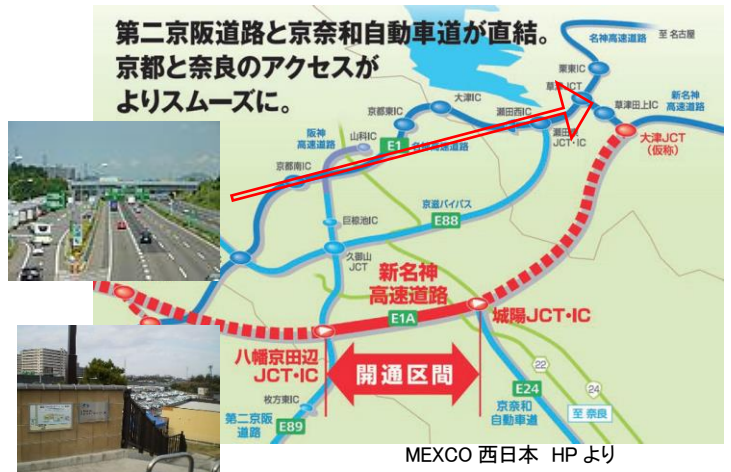 第二京阪道路と京奈和自動車道が直結。
京都と奈良のアクセスが
よりスムーズに。
名神高速道路
至 名古屋
栗東IC
草津JCT
新名神
高速道路
草津田上IC
大津JCT
(仮称)
大津IC
瀬田西IC
京都東IC
阪神
高速道路
山科IC
E1
名神高速道路
京都南IC
京滋バイパス
E88
巨椋池IC
久御山
JCT
新名神
高速道路
E1A
城陽JCT・IC
八幡京田辺
JCT・IC
開通区間
22
24
E24
京奈和
自動車道
至 奈良
枚方東IC
第二京阪
道路
E89
MEXCO 西日本 HP より